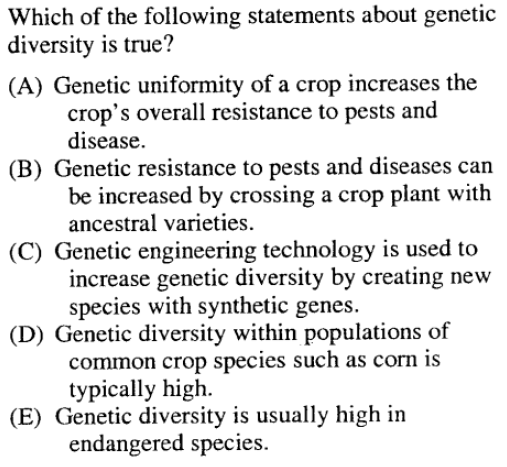 Which of the following statements about genetic
diversity is true?
(A) Genetic uniformity of a crop increases the
crop's overall resistance to pests and
disease.
(B) Genetic resistance to pests and diseases can
be increased by crossing a crop plant with
ancestral varieties.
(C) Genetic engineering technology is used to
increase genetic diversity by creating new
species with synthetic genes.
(D) Genetic diversity within populations of
common crop species such as corn is
typically high.
(E) Genetic diversity is usually high in
endangered species.